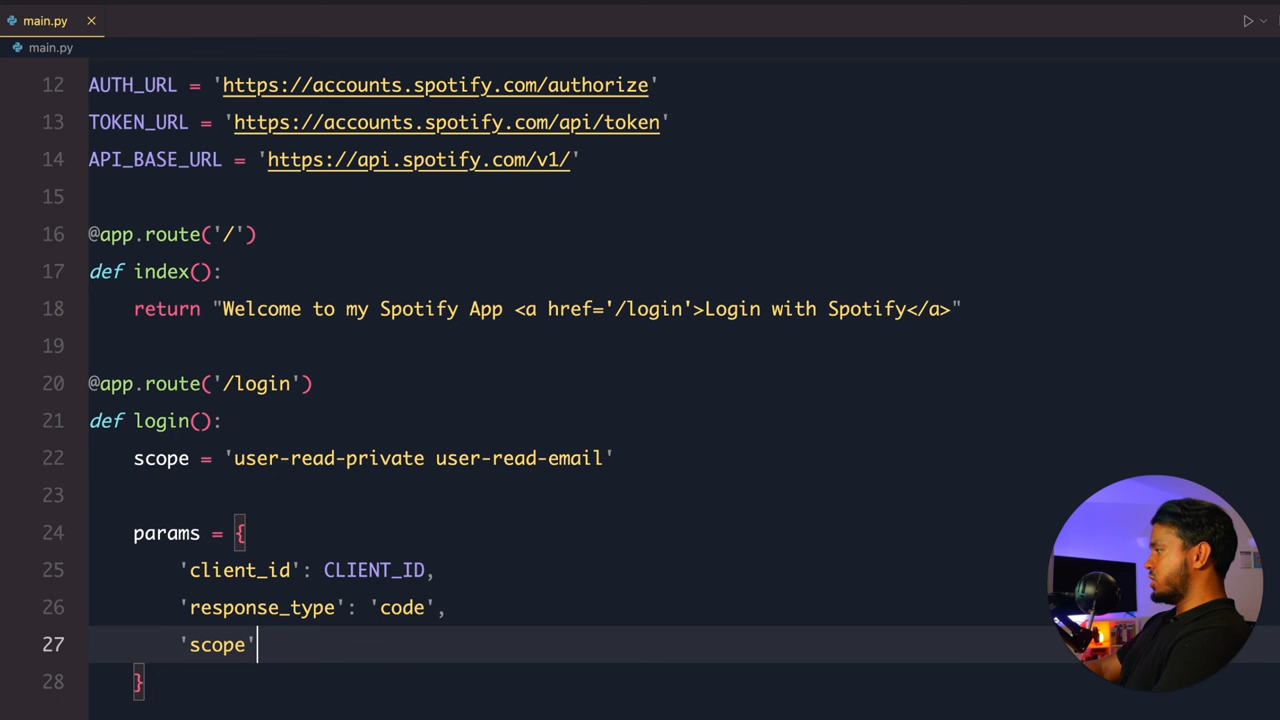 main.py
main.py
12 AUTH_URL = 'https://accounts.spotify.com/authorize'
13 TOKEN_URL = 'https://accounts.spotify.com/api/token'
14 API_BASE_URL = 'https://api.spotify.com/v1/'
15
16 @app.route('/')
17 def index():
18     return "Welcome to my Spotify App <a href='/login'>Login with Spotify</a>"
19
20 @app.route('/login')
21 def login():
22     scope = 'user-read-private user-read-email'
23
24     params = {
25         'client_id': CLIENT_ID,
26         'response_type': 'code',
27         'scope'
28     }